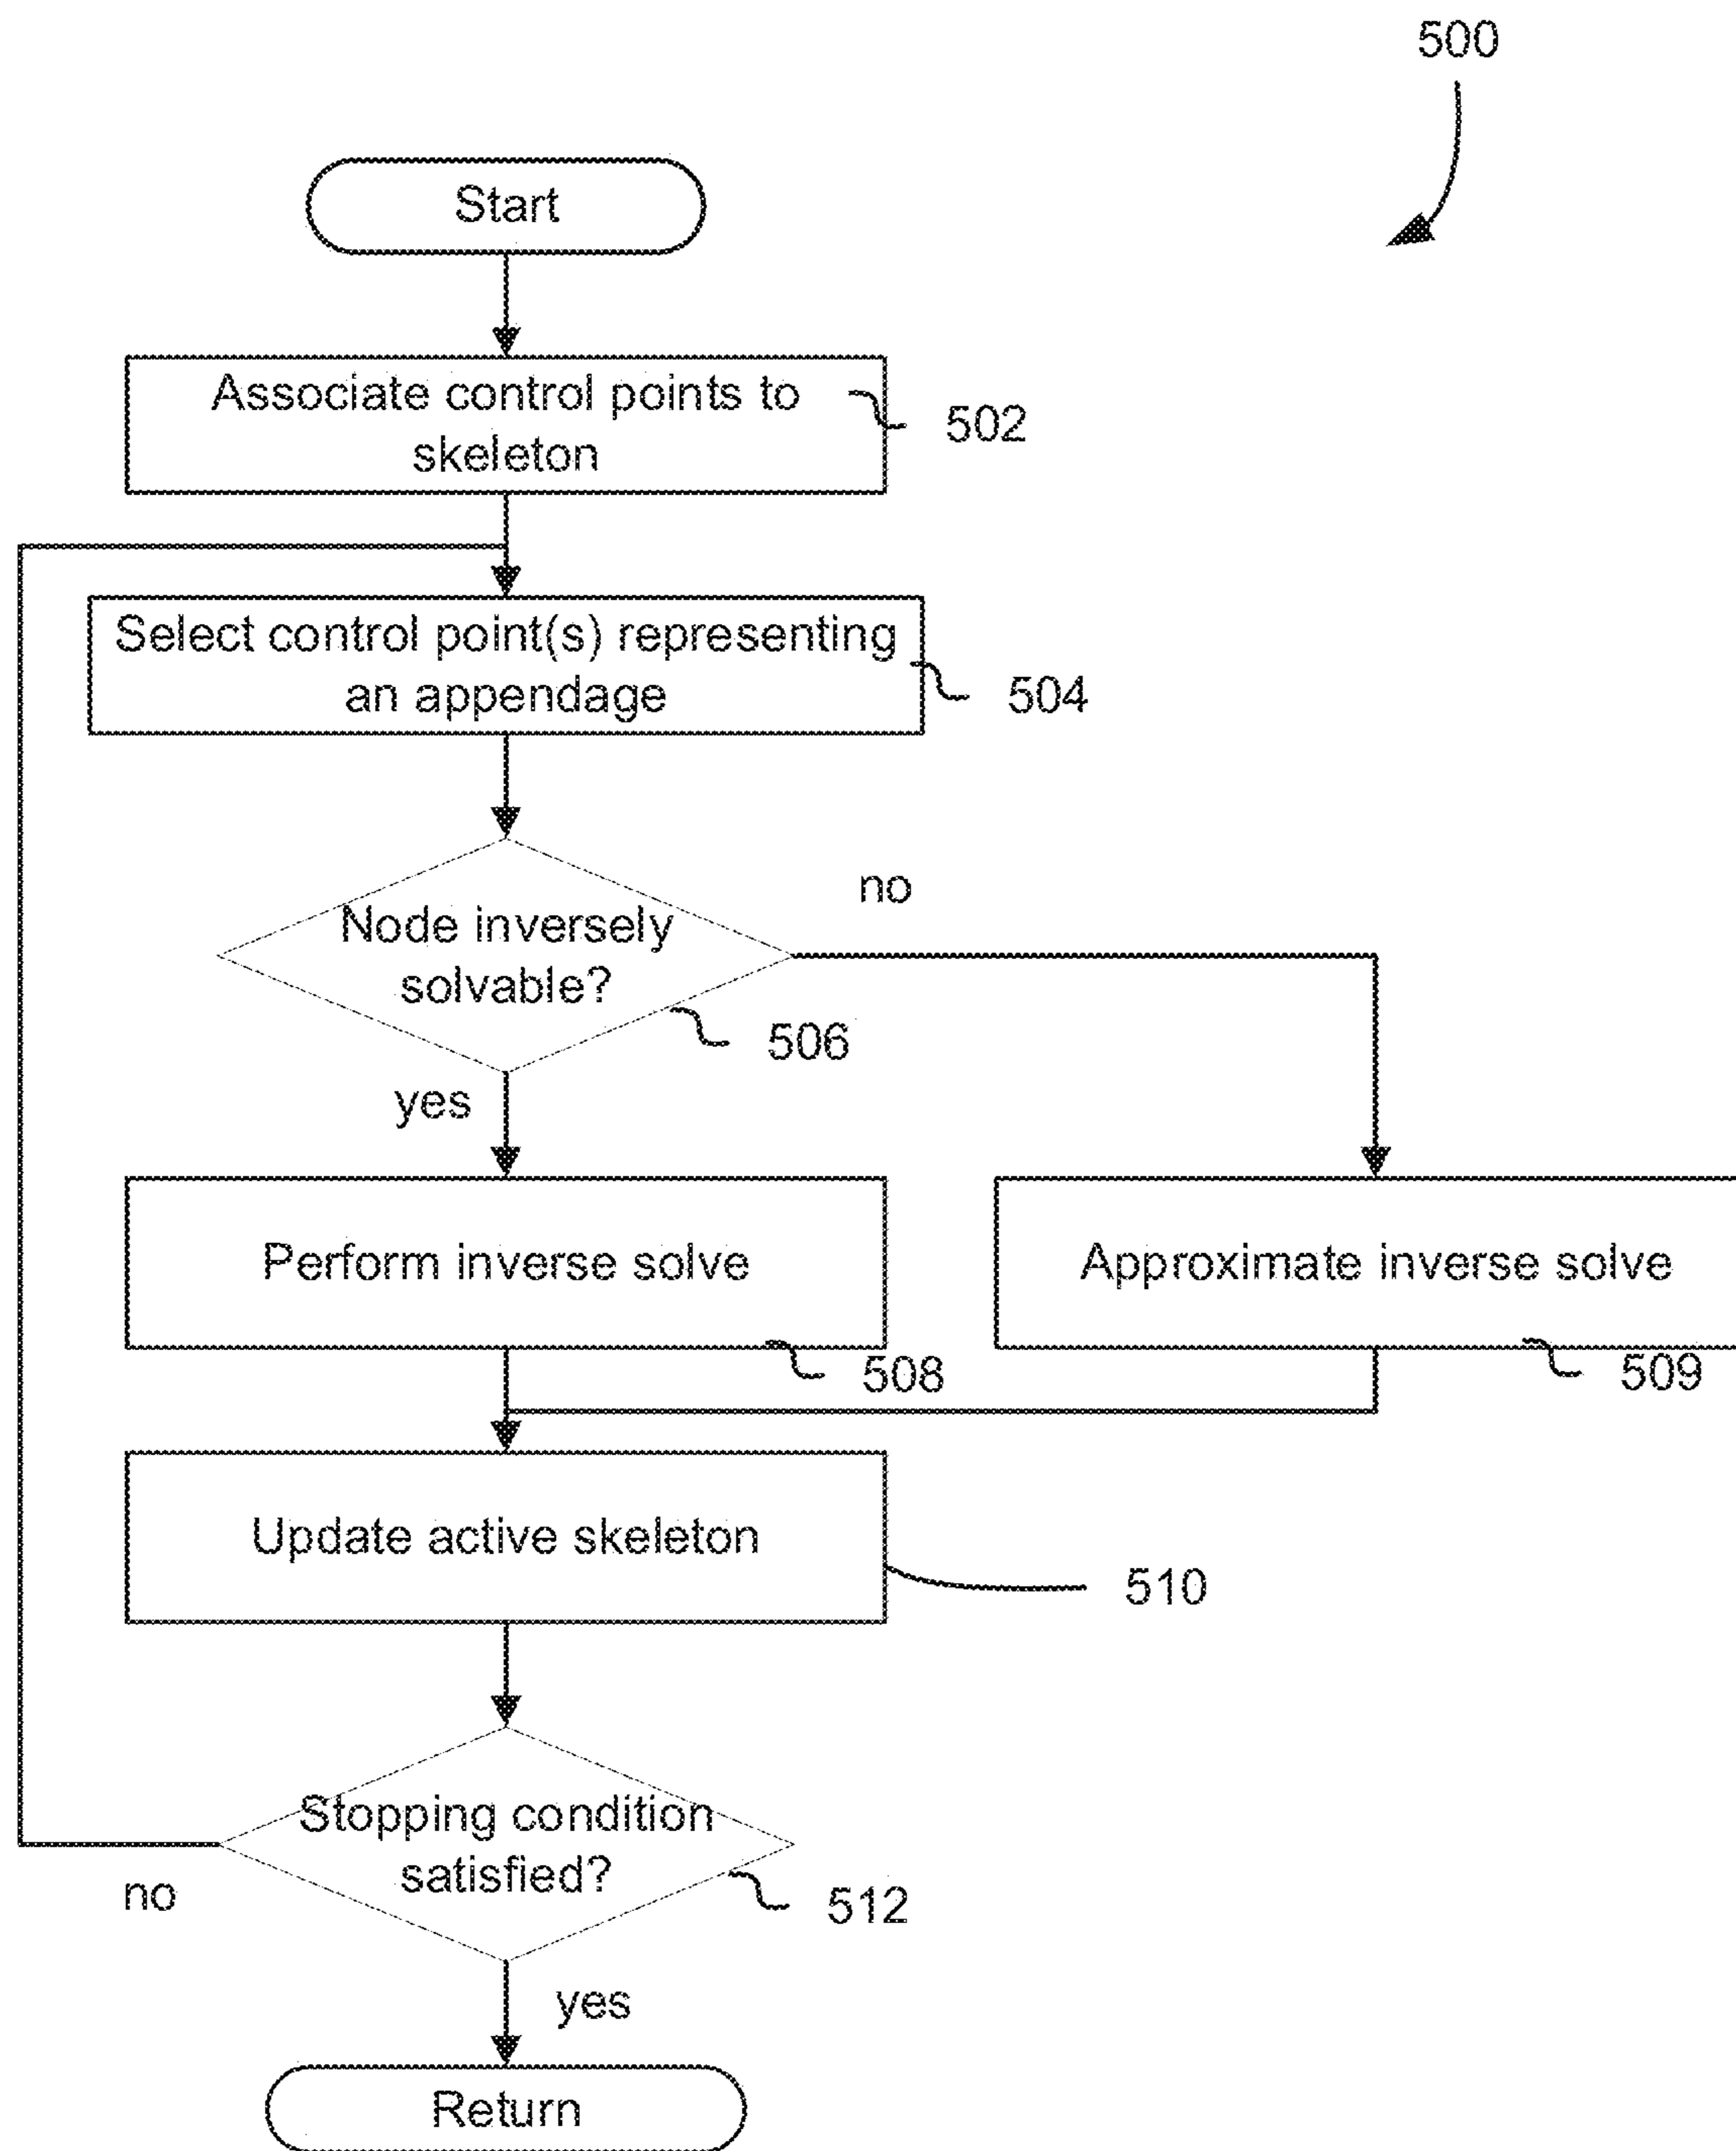 500
Start
Associate control points to
skeleton
502
Select control point(s) representing
an appendage
504
no
Node inversely
solvable?
506
yes
Perform inverse solve
508
Approximate inverse solve
509
Update active skeleton
510
Stopping condition
satisfied?
512
no
yes
Return